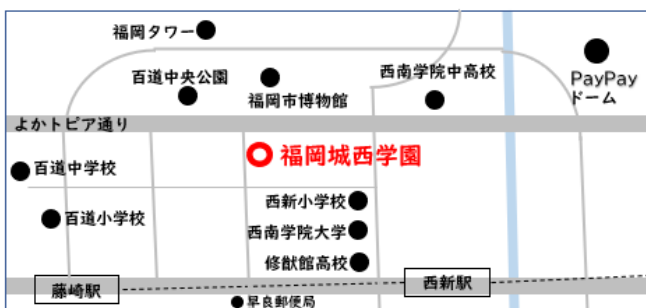 福岡タワー
百道中央公園
福岡市博物館
西南学院中高校
PayPay
ドーム
よかトピア通り
福岡城西学園
百道中学校
西新小学校
百道小学校
西南学院大学
修猷館高校
藤崎駅
西新駅
早良郵便局